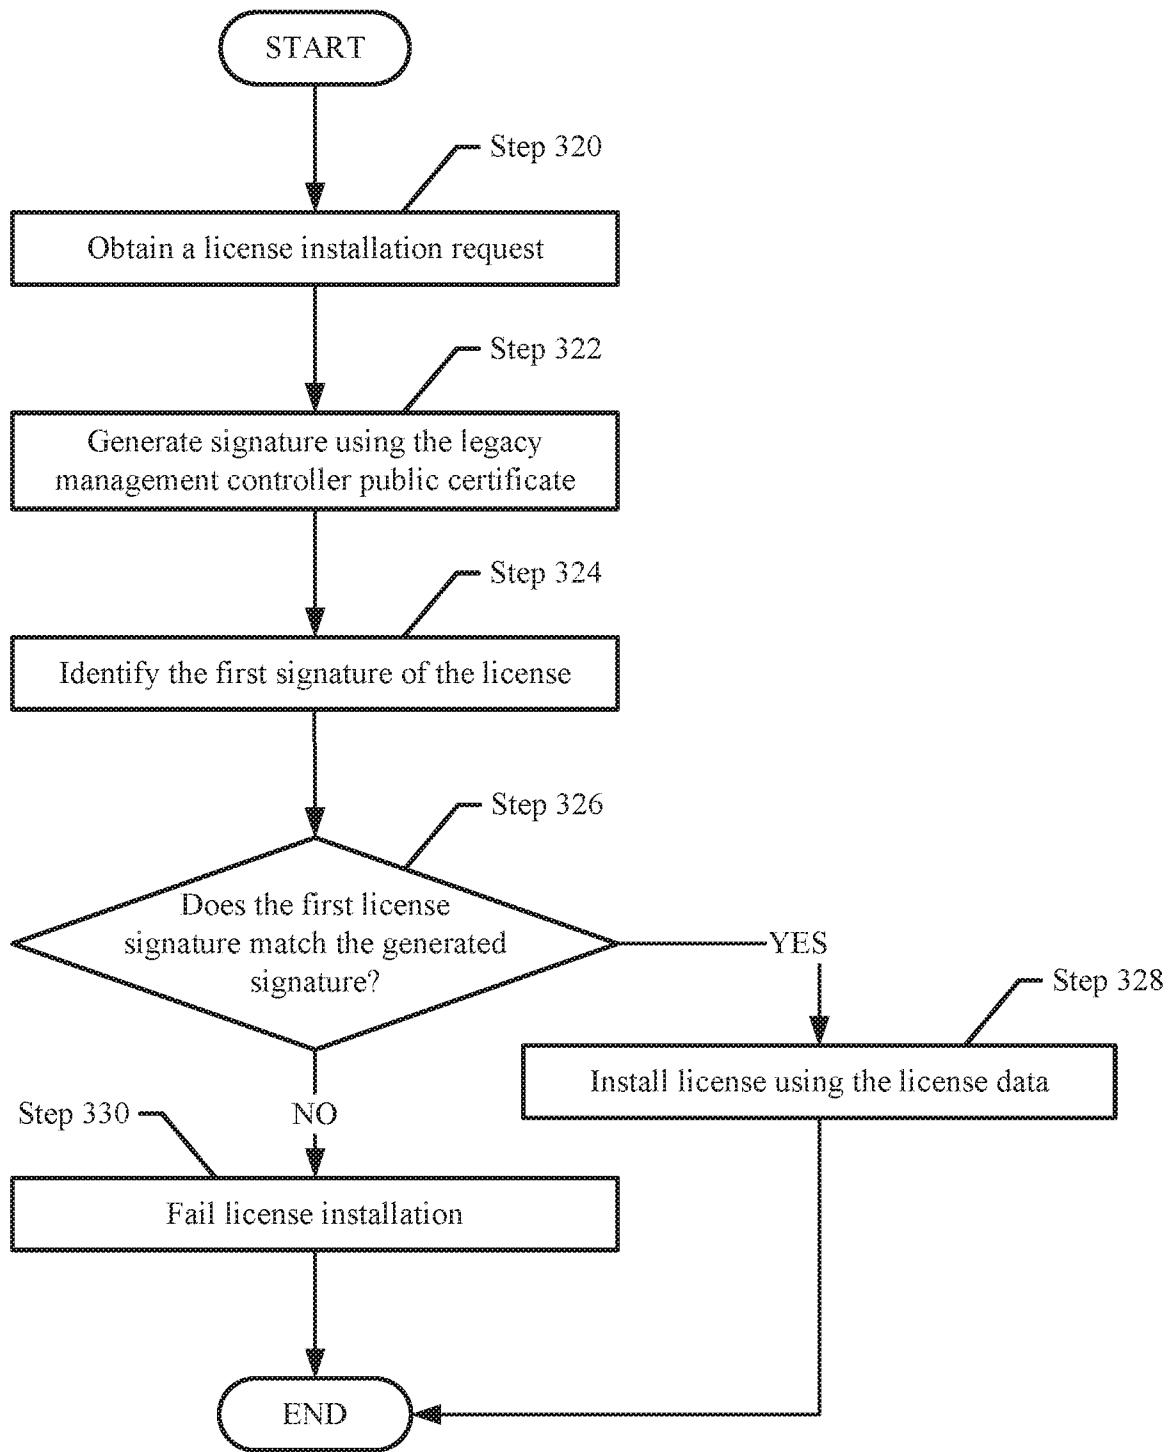 START
Step 320
Obtain a license installation request
Step 322
Generate signature using the legacy
management controller public certificate
Step 324
Identify the first signature of the license
Step 326
Does the first license
signature match the generated
signature?
YES
Step 328
Install license using the license data
NO
Step 330
Fail license installation
END